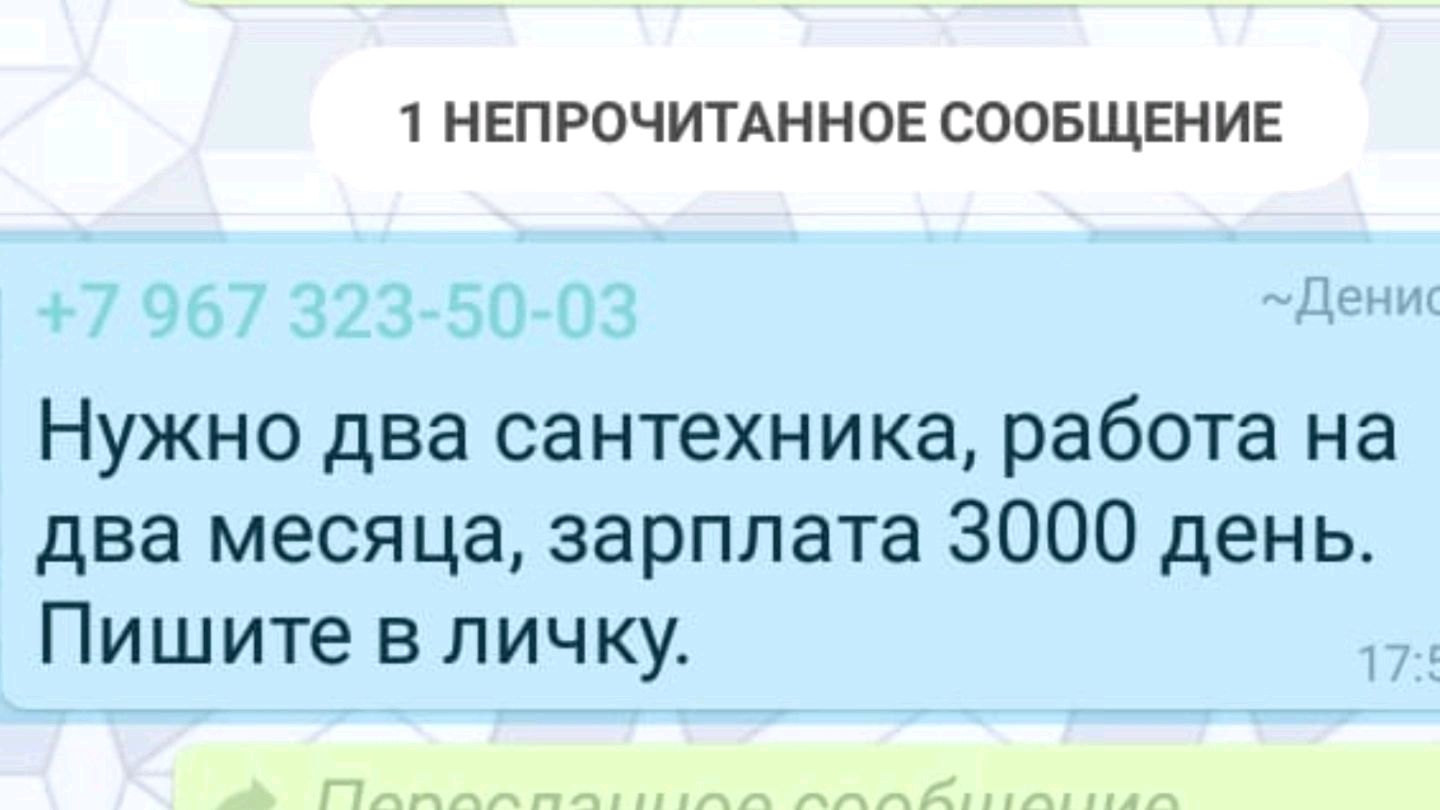 1 НЕПРОЧИТАННОЕ СООБЩЕНИЕ
+7 967 323-50-03
~Денис
Нужно два сантехника, работа на
два месяца, зарплата 3000 день.
Пишите в личку.
17:5
Пересланное сообщение